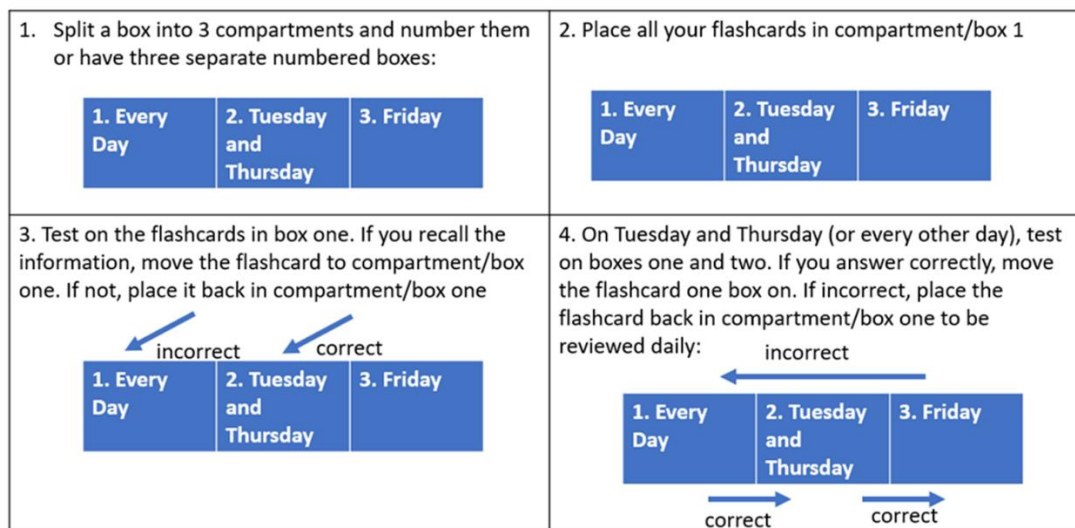 1. Split a box into 3 compartments and number them
or have three separate numbered boxes:
1. Every
Day
2. Tuesday
and
Thursday
3. Friday
2. Place all your flashcards in compartment/box 1
1. Every
Day
2. Tuesday
and
Thursday
3. Friday
3. Test on the flashcards in box one. If you recall the
information, move the flashcard to compartment/box
one. If not, place it back in compartment/box one
incorrect
correct
1. Every
Day
2. Tuesday
and
Thursday
3. Friday
4. On Tuesday and Thursday (or every other day), test
on boxes one and two. If you answer correctly, move
the flashcard one box on. If incorrect, place the
flashcard back in compartment/box one to be
reviewed daily:
incorrect
1. Every
Day
2. Tuesday
and
Thursday
3. Friday
correct
correct